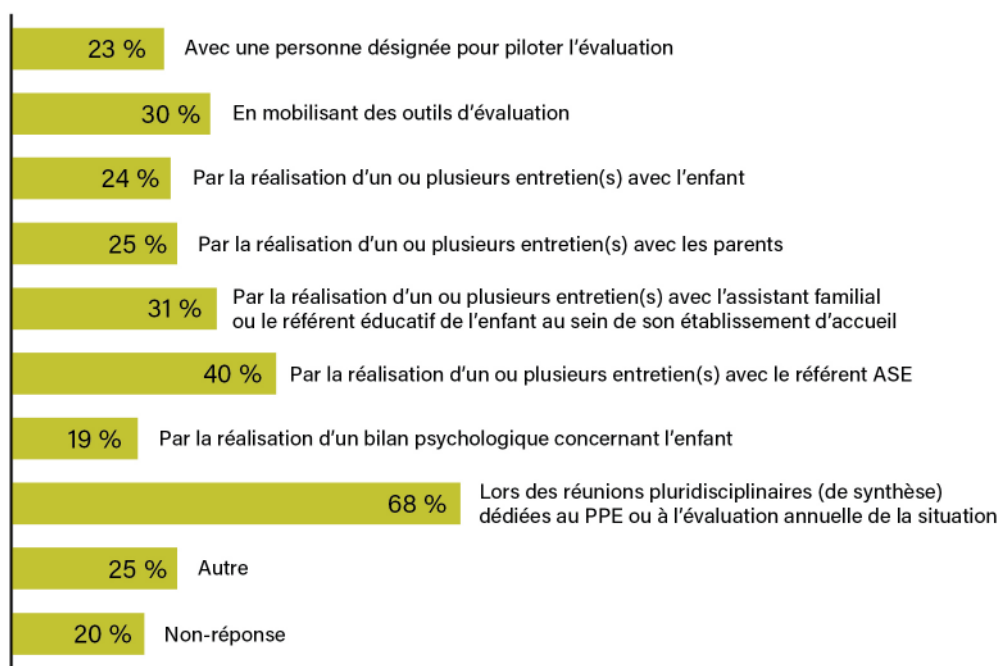 23 % Avec une personne désignée pour piloter l'évaluation
30 % En mobilisant des outils d'évaluation
24 % Par la réalisation d'un ou plusieurs entretien(s) avec l'enfant
25 % Par la réalisation d'un ou plusieurs entretien(s) avec les parents
31 % Par la réalisation d'un ou plusieurs entretien(s) avec l'assistant familial
ou le référent éducatif de l'enfant au sein de son établissement d'accueil
40 % Par la réalisation d'un ou plusieurs entretien(s) avec le référent ASE
19 % Par la réalisation d'un bilan psychologique concernant l'enfant
68 % Lors des réunions pluridisciplinaires (de synthèse)
dédiées au PPE ou à l'évaluation annuelle de la situation
25 % Autre
20 % Non-réponse